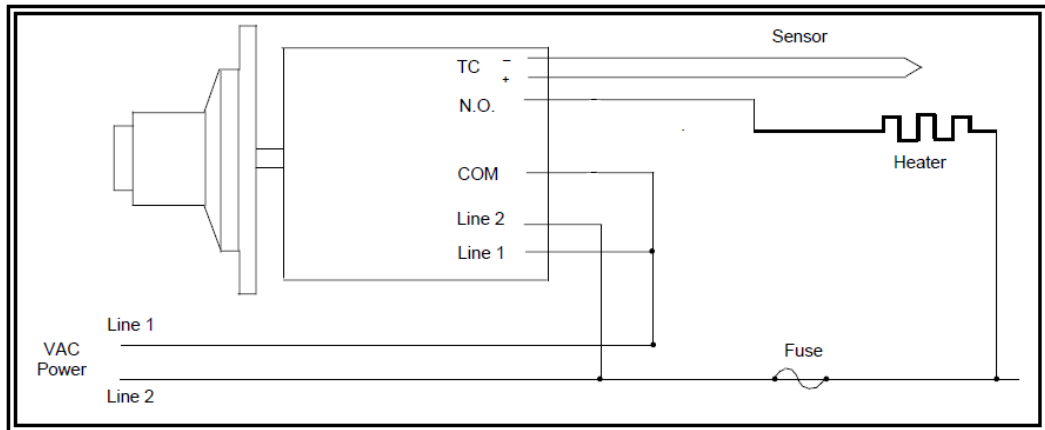 Sensor
TC −
+
N.O.
Heater
COM
Line 2
Line 1
Line 1
VAC
Power
Fuse
Line 2